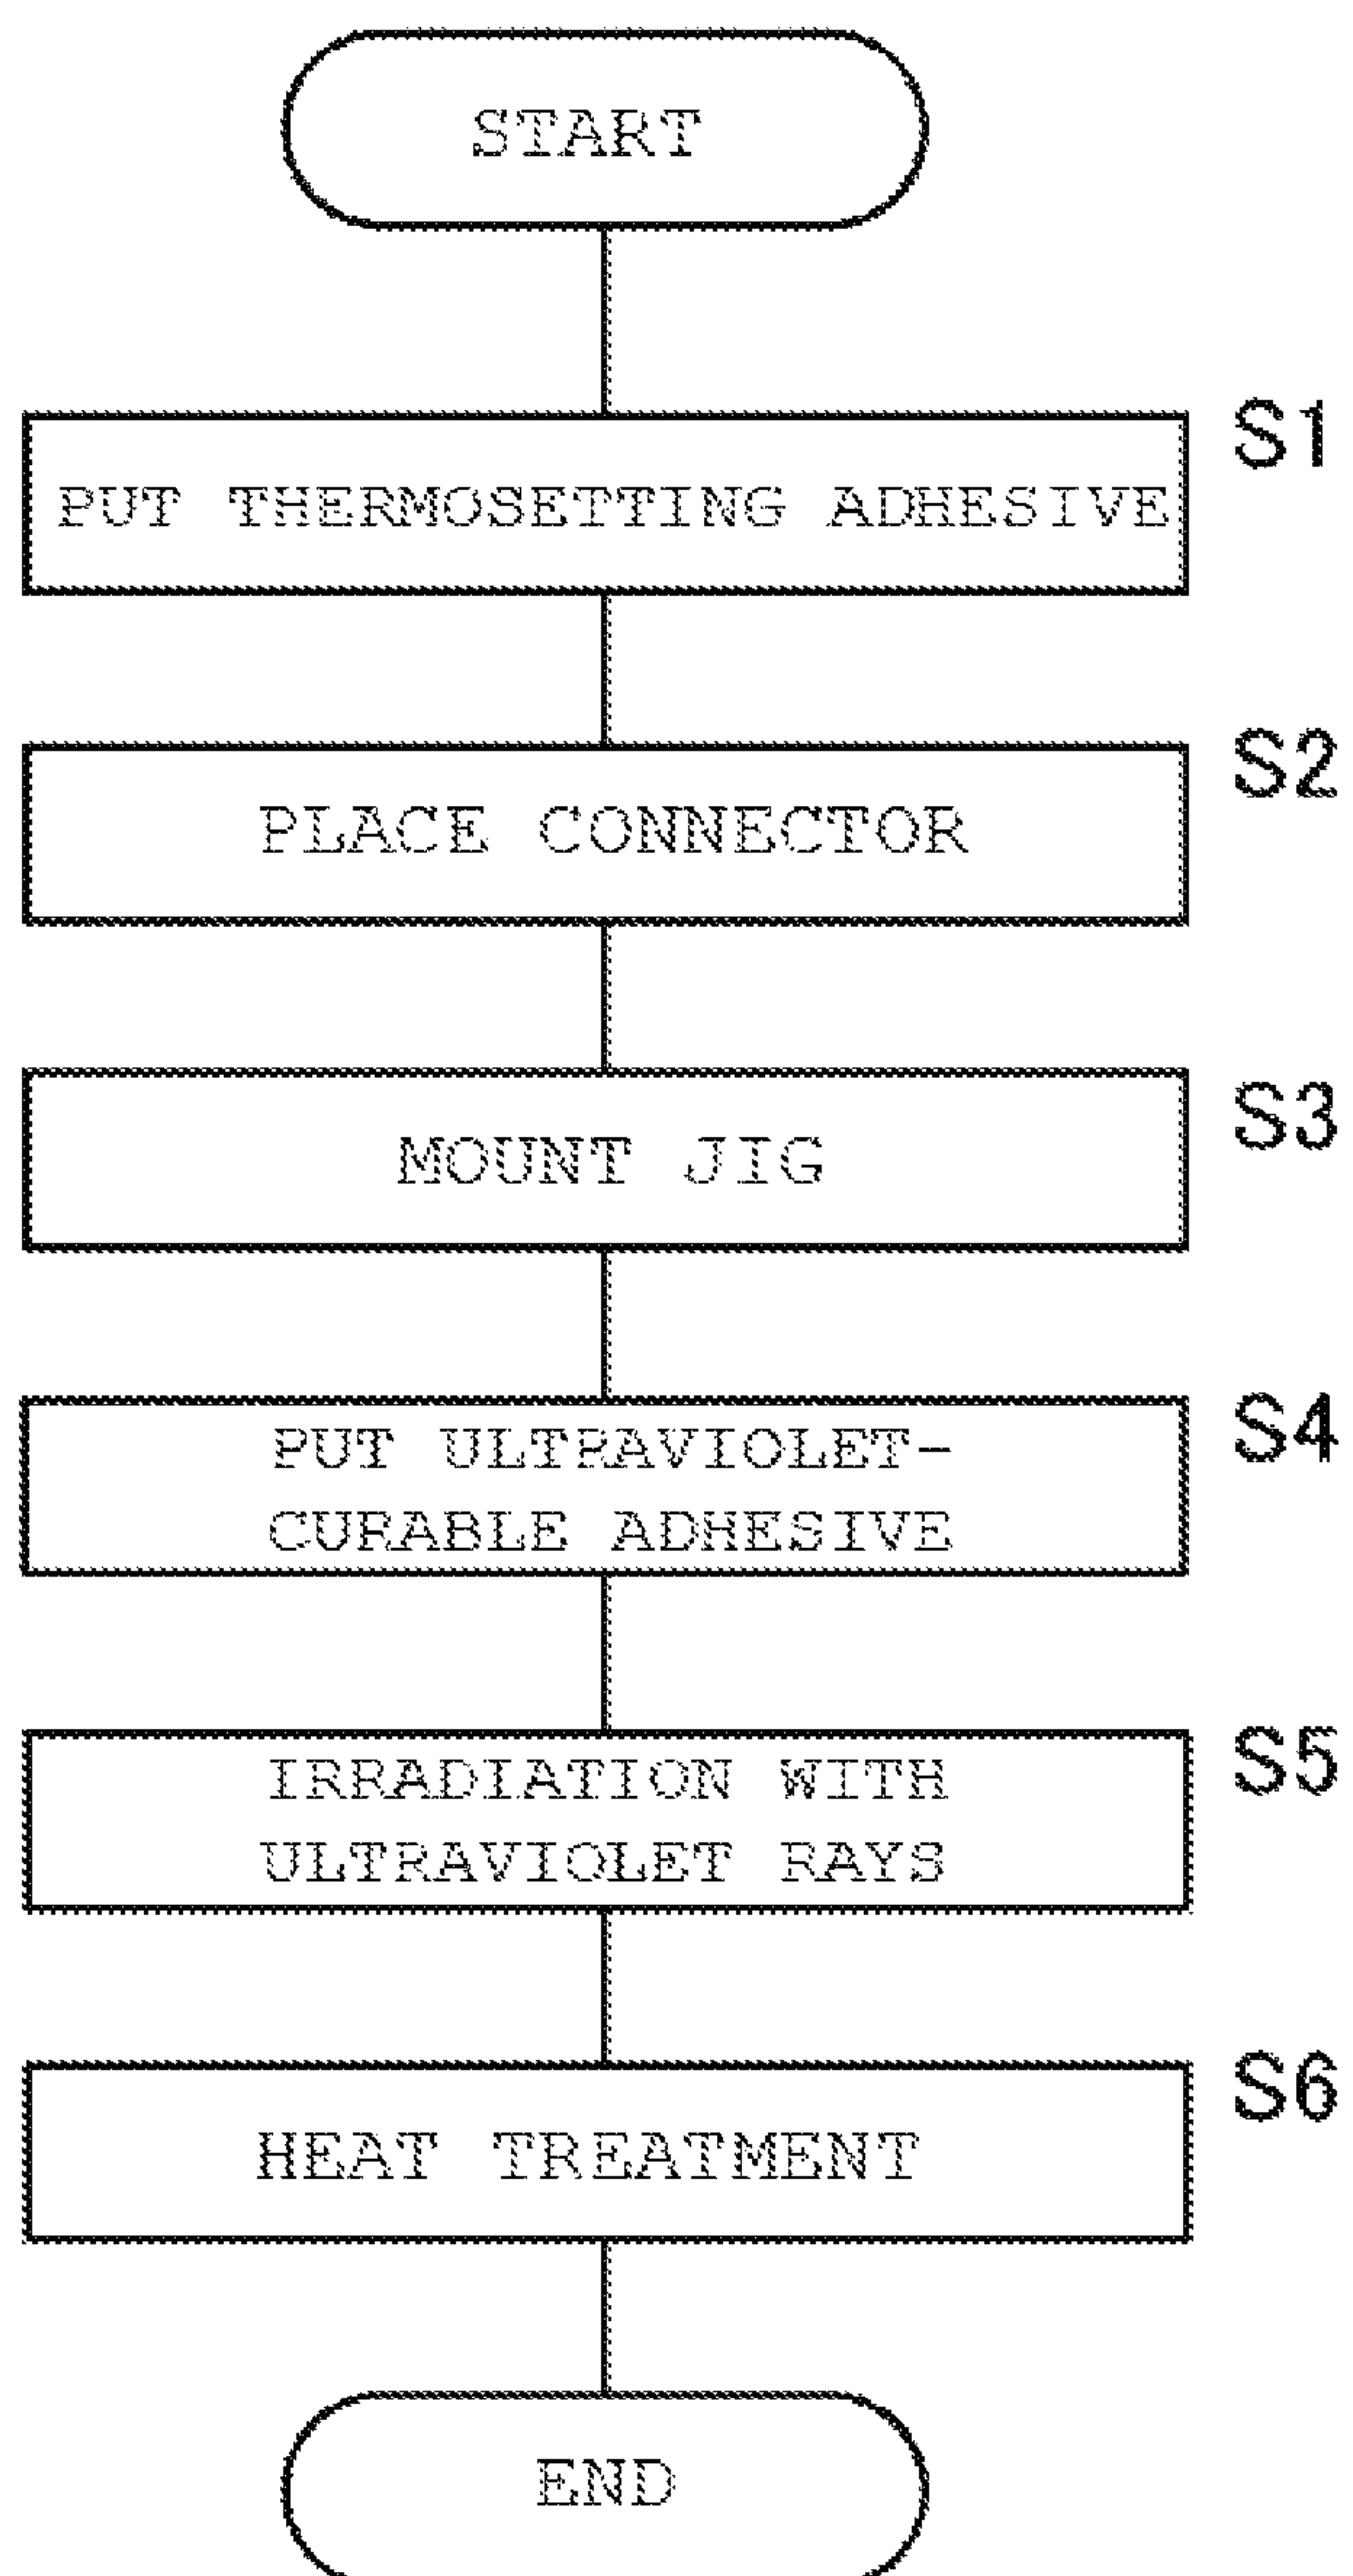 START
S1
PUT THERMOSETTING ADHESIVE
S2
PLACE CONNECTOR
S3
MOUNT JIG
S4
PUT ULTRAVIOLET-
CURABLE ADHESIVE
S5
IRRADIATION WITH
ULTRAVIOLET RAYS
S6
HEAT TREATMENT
END